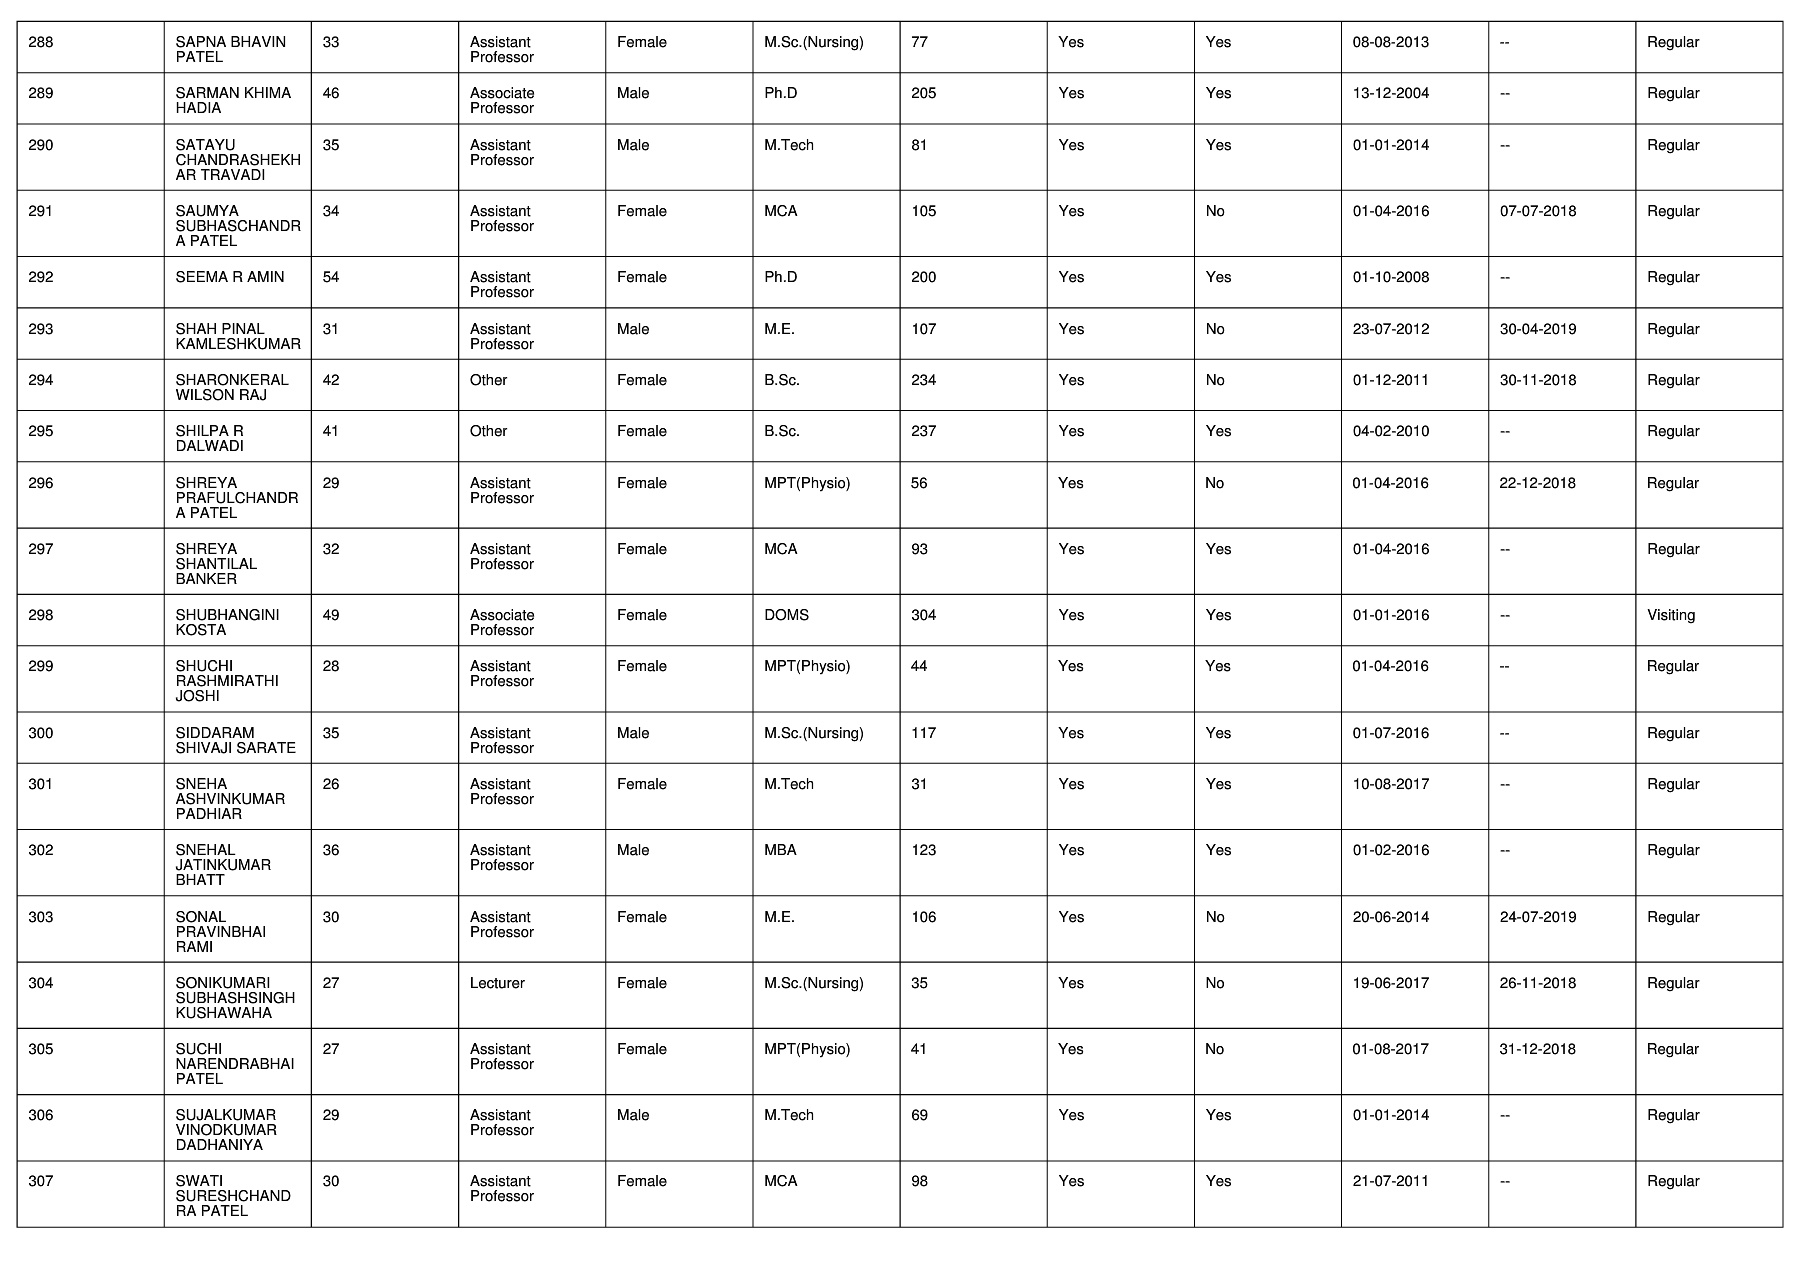 288 SAPNA BHAVIN 33 Assistant Female M.Sc.(Nursing) 77 Yes Yes 08-08-2013 -- Regular
PATEL Professor
289 SARMAN KHIMA 46 Associate Male Ph.D 205 Yes Yes 13-12-2004 -- Regular
HADIA Professor
290 SATAYU 35 Assistant Male M.Tech 81 Yes Yes 01-01-2014 -- Regular
CHANDRASHEKH Professor
AR TRAVADI
291 SAUMYA 34 Assistant Female MCA 105 Yes No 01-04-2016 07-07-2018 Regular
SUBHASCHANDR Professor
A PATEL
292 SEEMA R AMIN 54 Assistant Female Ph.D 200 Yes Yes 01-10-2008 -- Regular
Professor
293 SHAH PINAL 31 Assistant Male M.E. 107 Yes No 23-07-2012 30-04-2019 Regular
KAMLESHKUMAR Professor
294 SHARONKERAL 42 Other Female B.Sc. 234 Yes No 01-12-2011 30-11-2018 Regular
WILSON RAJ
295 SHILPA R 41 Other Female B.Sc. 237 Yes Yes 04-02-2010 -- Regular
DALWADI
296 SHREYA 29 Assistant Female MPT(Physio) 56 Yes No 01-04-2016 22-12-2018 Regular
PRAFULCHANDR Professor
A PATEL
297 SHREYA 32 Assistant Female MCA 93 Yes Yes 01-04-2016 -- Regular
SHANTILAL Professor
BANKER
298 SHUBHANGINI 49 Associate Female DOMS 304 Yes Yes 01-01-2016 -- Visiting
KOSTA Professor
299 SHUCHI 28 Assistant Female MPT(Physio) 44 Yes Yes 01-04-2016 -- Regular
RASHMIRATHI Professor
JOSHI
300 SIDDARAM 35 Assistant Male M.Sc.(Nursing) 117 Yes Yes 01-07-2016 -- Regular
SHIVAJI SARATE Professor
301 SNEHA 26 Assistant Female M.Tech 31 Yes Yes 10-08-2017 -- Regular
ASHVINKUMAR Professor
PADHIAR
302 SNEHAL 36 Assistant Male MBA 123 Yes Yes 01-02-2016 -- Regular
JATINKUMAR Professor
BHATT
303 SONAL 30 Assistant Female M.E. 106 Yes No 20-06-2014 24-07-2019 Regular
PRAVINBHAI Professor
RAMI
304 SONIKUMARI 27 Lecturer Female M.Sc.(Nursing) 35 Yes No 19-06-2017 26-11-2018 Regular
SUBHASHSINGH
KUSHAWAHA
305 SUCHI 27 Assistant Female MPT(Physio) 41 Yes No 01-08-2017 31-12-2018 Regular
NARENDRABHAI Professor
PATEL
306 SUJALKUMAR 29 Assistant Male M.Tech 69 Yes Yes 01-01-2014 -- Regular
VINODKUMAR Professor
DADHANIYA
307 SWATI 30 Assistant Female MCA 98 Yes Yes 21-07-2011 -- Regular
SURESHCHAND Professor
RA PATEL